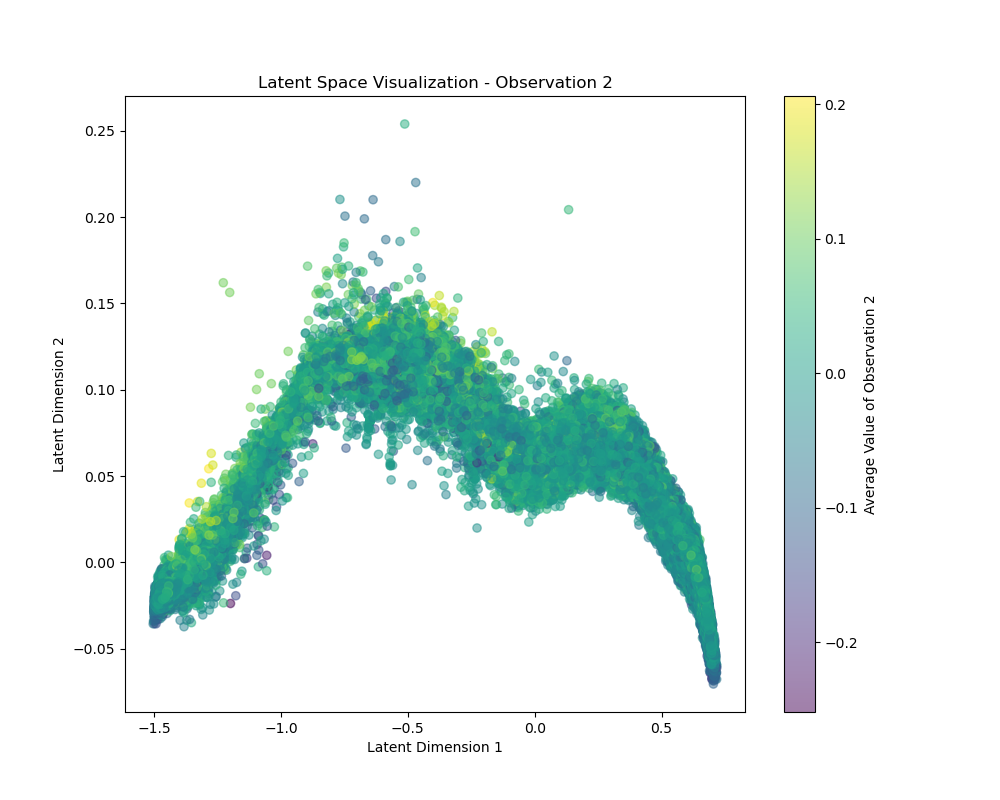 Latent Space Visualization - Observation 2
0.25
0.20
0.15
0.10
0.05
0.00
−0.05
Latent Dimension 2
−1.5 −1.0 −0.5 0.0 0.5
Latent Dimension 1
0.2
0.1
0.0
−0.1
−0.2
Average Value of Observation 2